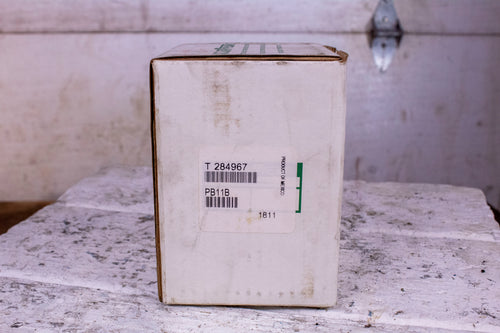 T 284967
PRODUCT OF MEXICO
PB11B
1811